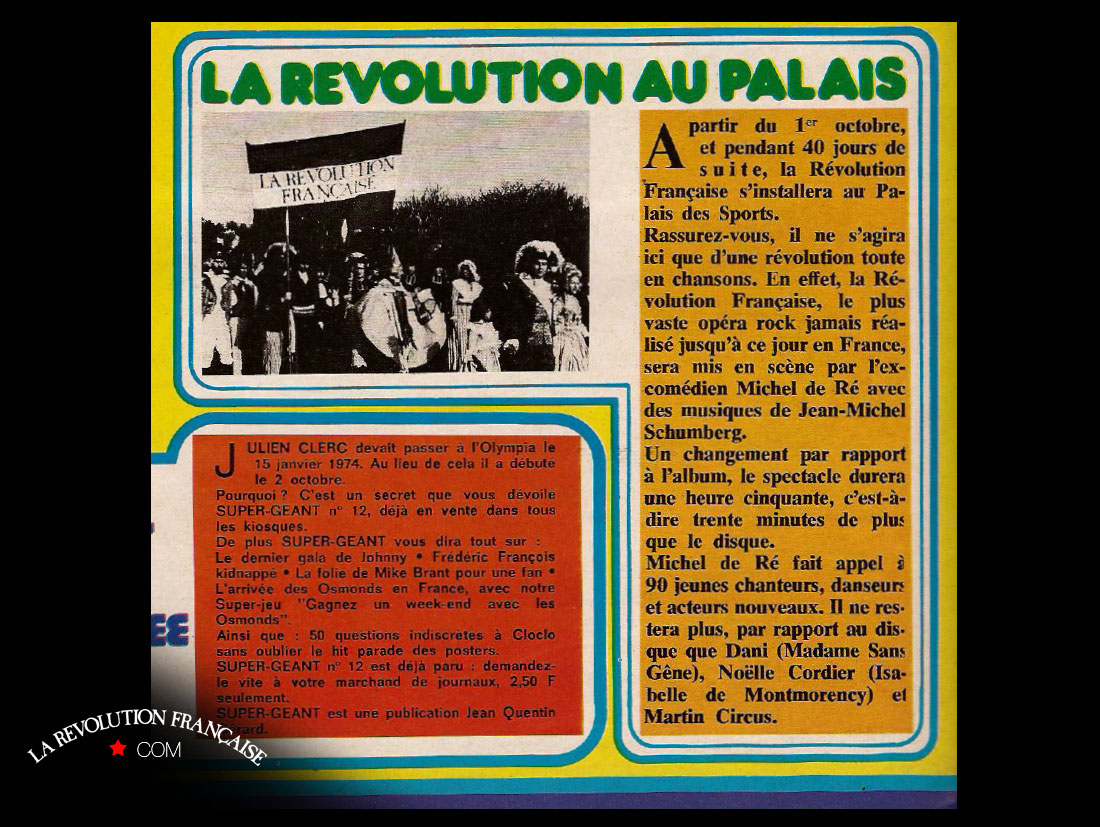 LA REVOLUTION AU PALAIS
LA REVOLUTION
FRANÇAISE
A partir du 1er octobre,
et pendant 40 jours de
suite, la Révolution
Française s'installera au Pa-
lais des Sports.
Rassurez-vous, il ne s'agira
ici que d'une révolution toute
en chansons. En effet, la Ré-
volution Française, le plus
vaste opéra rock jamais réa-
lisé jusqu'à ce jour en France,
sera mis en scène par l'ex-
comédien Michel de Ré avec
des musiques de Jean-Michel
Schumberg.
Un changement par rapport
à l'album, le spectacle durera
une heure cinquante, c'est-à-
dire trente minutes de plus
que le disque.
Michel de Ré fait appel à
90 jeunes chanteurs, danseurs
et acteurs nouveaux. Il ne res-
tera plus, par rapport au dis-
que que Dani (Madame Sans
Gêne), Noëlle Cordier (Isa-
belle de Montmorency) et
Martin Circus.
JULIEN CLERC devait passer à l'Olympia le
15 janvier 1974. Au lieu de cela il a débuté
le 2 octobre.
Pourquoi ? C'est un secret que vous dévoile
SUPER-GEANT n° 12, déjà en vente dans tous
les kiosques.
De plus SUPER-GEANT vous dira tout sur :
Le dernier gala de Johnny • Frédéric François
kidnappé • La folie de Mike Brant pour une fan •
L'arrivée des Osmonds en France, avec notre
Super-jeu "Gagnez un week-end avec les
Osmonds".
Ainsi que : 50 questions indiscrètes à Cloclo
sans oublier le hit parade des posters.
SUPER-GEANT n° 12 est déjà paru : demandez-
le vite à votre marchand de journaux, 2,50 F
seulement.
SUPER-GEANT est une publication Jean Quentin
EE
LA REVOLUTION FRANÇAISE
COM